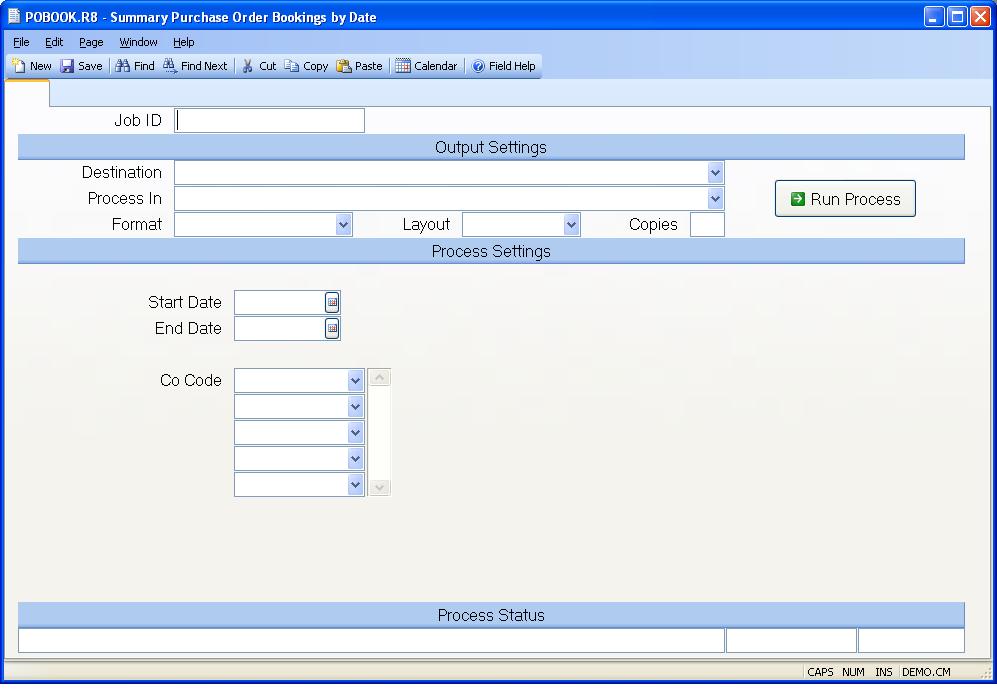 POBOOK.R8 - Summary Purchase Order Bookings by Date
File Edit Page Window Help
New Save Find Find Next Cut Copy Paste Calendar Field Help
Job ID
Output Settings
Destination
Process In
Run Process
Format Layout Copies
Process Settings
Start Date
End Date
Co Code
Process Status
CAPS NUM INS DEMO.CM